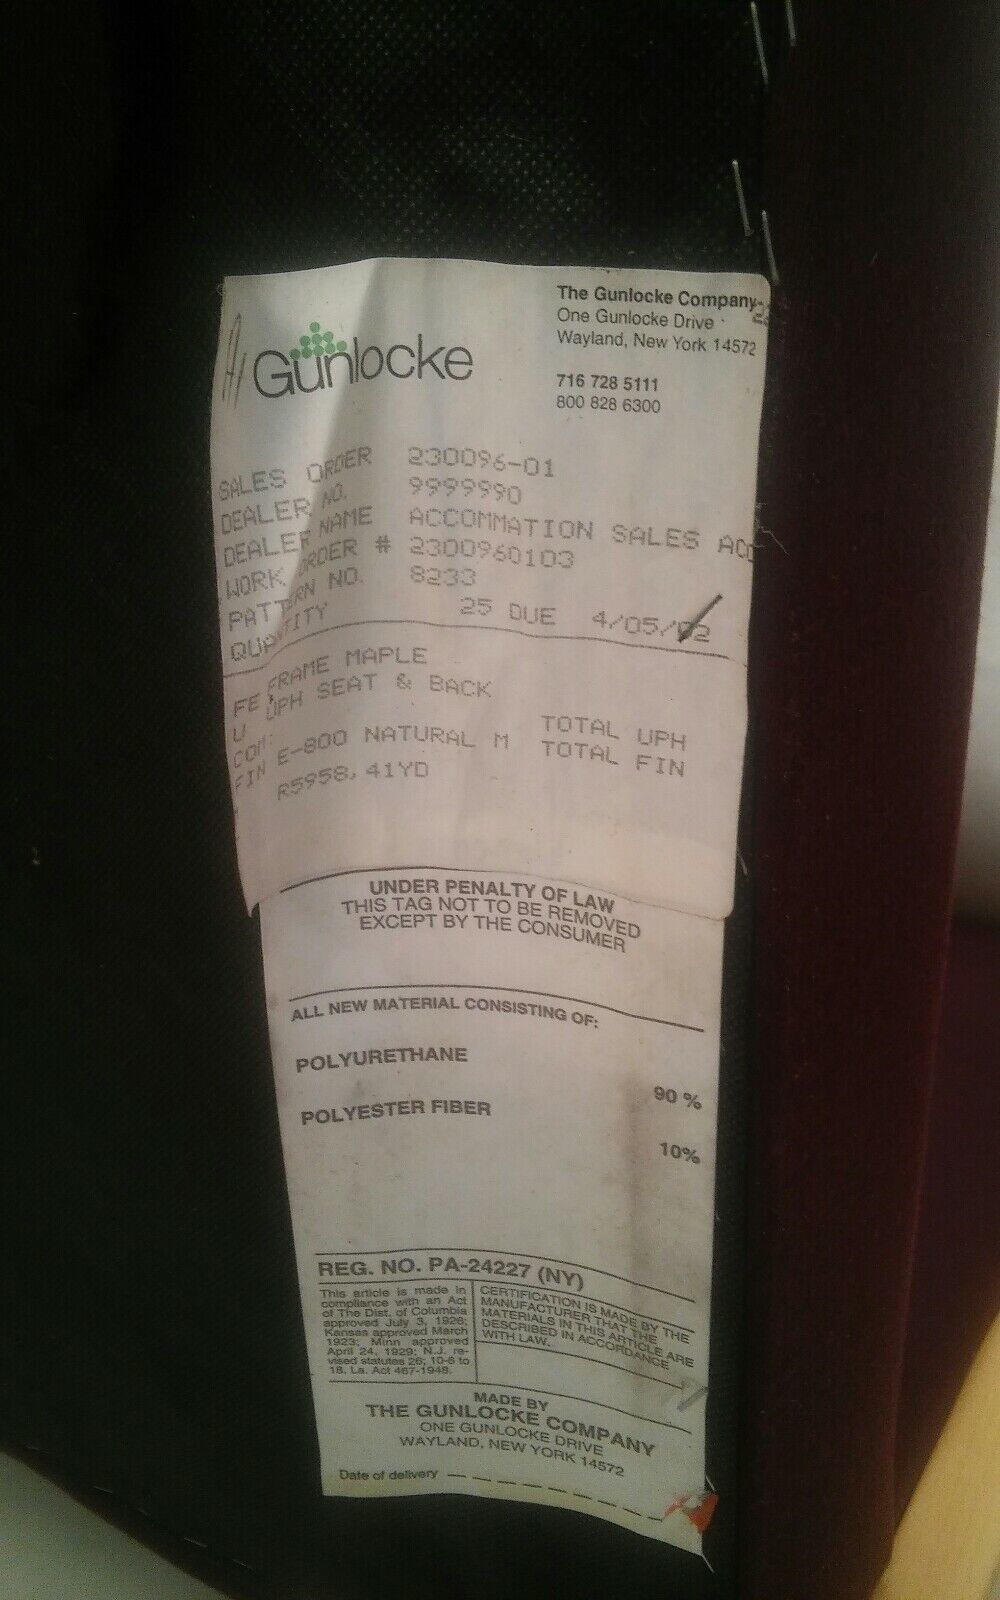 Gunlocke
The Gunlocke Company
One Gunlocke Drive
Wayland, New York 14572
716 728 5111
800 828 6300
SALES ORDER 230096-01
DEALER NO. 9999990
DEALER NAME ACCOMMATION SALES ACC
WORK ORDER # 2300960103
PATTERN NO. 8233
QUANTITY 25 DUE 4/05/02
FE FRAME MAPLE
U UPH SEAT & BACK
COM: TOTAL UPH
FIN E-800 NATURAL M TOTAL FIN
R5958,41YD
UNDER PENALTY OF LAW
THIS TAG NOT TO BE REMOVED
EXCEPT BY THE CONSUMER
ALL NEW MATERIAL CONSISTING OF:
POLYURETHANE 90 %
POLYESTER FIBER 10%
REG. NO. PA-24227 (NY)
This article is made in
compliance with an Act
of The Dist. of Columbia
approved July 3, 1926;
Kansas approved March
1923; Minn approved
April 24, 1929; N.J. re-
vised statutes 26; 10-6 to
18. La. Act 467-1948.
CERTIFICATION IS MADE BY THE
MANUFACTURER THAT THE
MATERIALS IN THIS ARTICLE ARE
DESCRIBED IN ACCORDANCE
WITH LAW.
MADE BY
THE GUNLOCKE COMPANY
ONE GUNLOCKE DRIVE
WAYLAND, NEW YORK 14572
Date of delivery